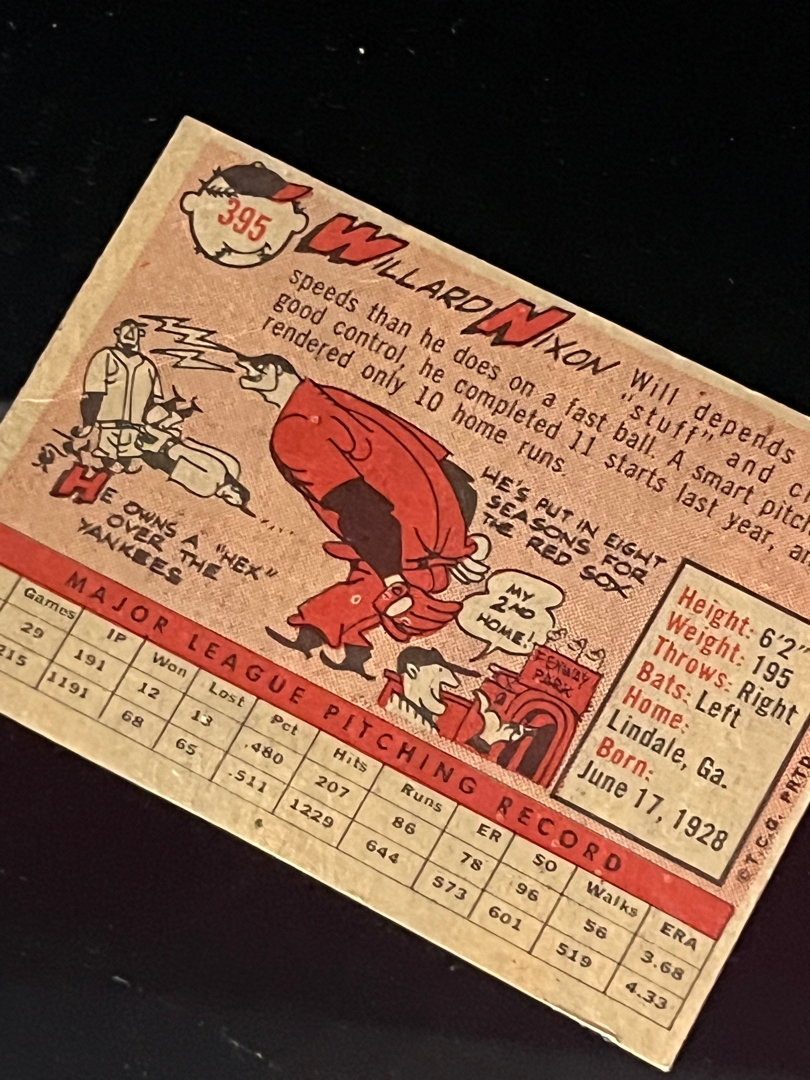 395
WILLARD NIXON
Will depends
speeds than he does on a fast ball. A smart pitch
good control, he completed 11 starts last year, an
rendered only 10 home runs.
"stuff" and c
HE OWNS A "HEX"
OVER THE
YANKEES
HE'S PUT IN EIGHT
SEASONS FOR
THE RED SOX
MY
2ND
HOME!
FENWAY
PARK
Height: 6'2"
Weight: 195
Throws: Right
Bats: Left
Home:
Lindale, Ga.
Born:
June 17, 1928
©T.C.G. PRTD
MAJOR LEAGUE PITCHING RECORD
Games IP Won Lost Pct Hits Runs ER SO Walks ERA
29 191 12 13 .480 207 86 78 96 56 3.68
215 1191 68 65 .511 1229 644 573 601 519 4.33